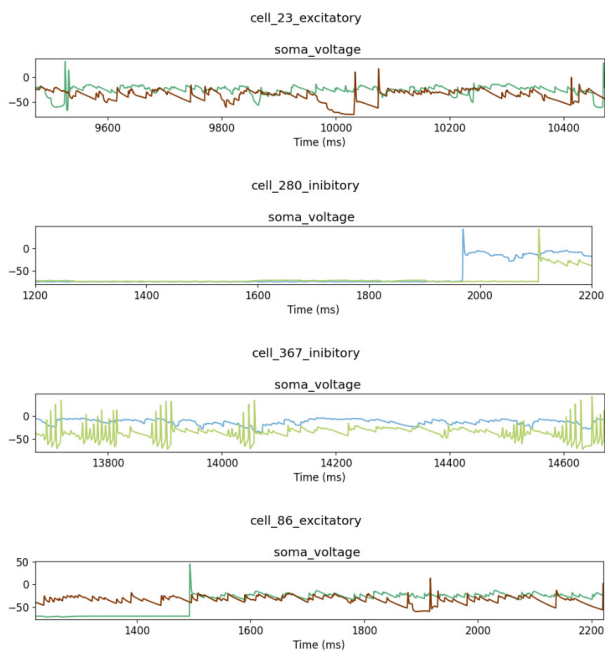 cell_23_excitatory
soma_voltage
0
−50
9600 9800 10000 10200 10400
Time (ms)
cell_280_inibitory
soma_voltage
0
−50
1200 1400 1600 1800 2000 2200
Time (ms)
cell_367_inibitory
soma_voltage
0
−50
13800 14000 14200 14400 14600
Time (ms)
cell_86_excitatory
soma_voltage
50
0
−50
1400 1600 1800 2000 2200
Time (ms)